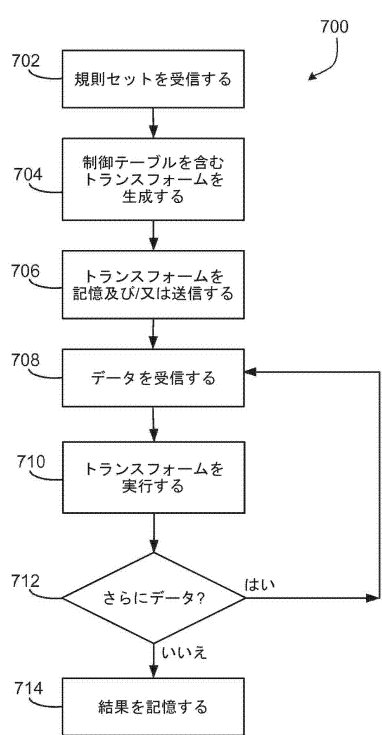 700
702
規則セットを受信する
704
制御テーブルを含む
トランスフォームを
生成する
706
トランスフォームを
記憶及び/又は送信する
708
データを受信する
710
トランスフォームを
実行する
712
さらにデータ?
はい
いいえ
714
結果を記憶する